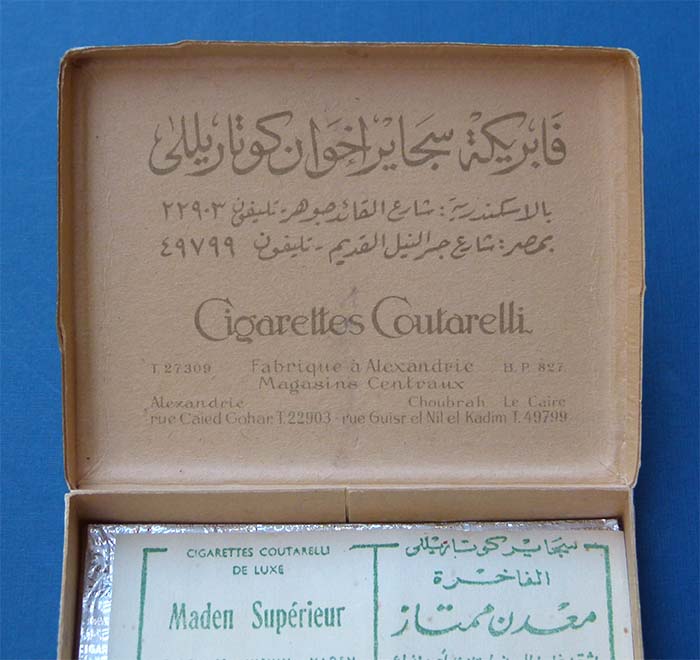 فابريكة سجاير اخوان كوتاريللى
بالاسكندرية : شارع القائد جوهر - تليفون ٢٢٩٠٣
بمصر : شارع جسر النيل القديم - تليفون ٤٩٧٩٩
Cigarettes Coutarelli
T. 27309 Fabrique à Alexandrie B. P. 827
Magasins Centraux
Alexandrie Choubrah Le Caire
rue Caied Gohar. T. 22903 - rue Guisr el Nil el Kadim T. 49799
CIGARETTES COUTARELLI
DE LUXE
Maden Supérieur
سجاير كوتاريللى
الفاخرة
معدن ممتاز